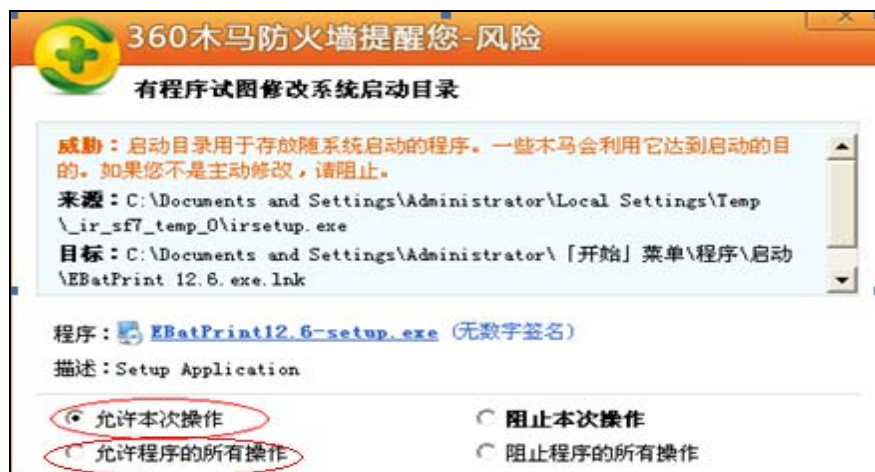 360木马防火墙提醒您-风险
有程序试图修改系统启动目录
威胁：启动目录用于存放随系统启动的程序。一些木马会利用它达到启动的目
的。如果您不是主动修改，请阻止。
来源：C:\Documents and Settings\Administrator\Local Settings\Temp
\_ir_sf7_temp_0\irsetup.exe
目标：C:\Documents and Settings\Administrator\「开始」菜单\程序\启动
\EBatPrint 12.6.exe.lnk
程序：EBatPrint12.6-setup.exe (无数字签名)
描述：Setup Application
允许本次操作 阻止本次操作
允许程序的所有操作 阻止程序的所有操作